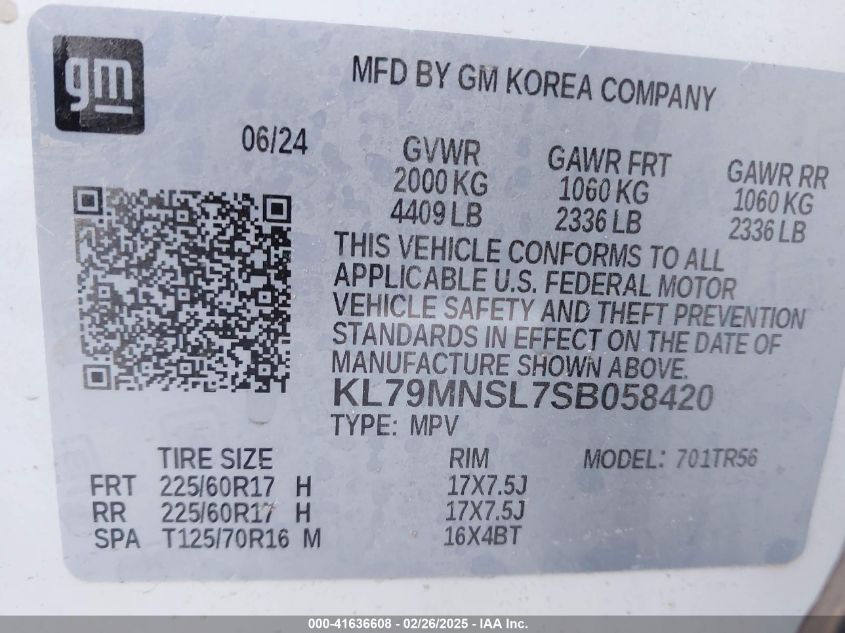 gm
MFD BY GM KOREA COMPANY
06/24
GVWR GAWR FRT GAWR RR
2000 KG 1060 KG 1060 KG
4409 LB 2336 LB 2336 LB
THIS VEHICLE CONFORMS TO ALL
APPLICABLE U.S. FEDERAL MOTOR
VEHICLE SAFETY AND THEFT PREVENTION
STANDARDS IN EFFECT ON THE DATE OF
MANUFACTURE SHOWN ABOVE.
KL79MNSL7SB058420
TYPE: MPV
TIRE SIZE RIM MODEL: 701TR56
FRT 225/60R17 H 17X7.5J
RR 225/60R17 H 17X7.5J
SPA T125/70R16 M 16X4BT
000-41636608 - 02/26/2025 - IAA Inc.